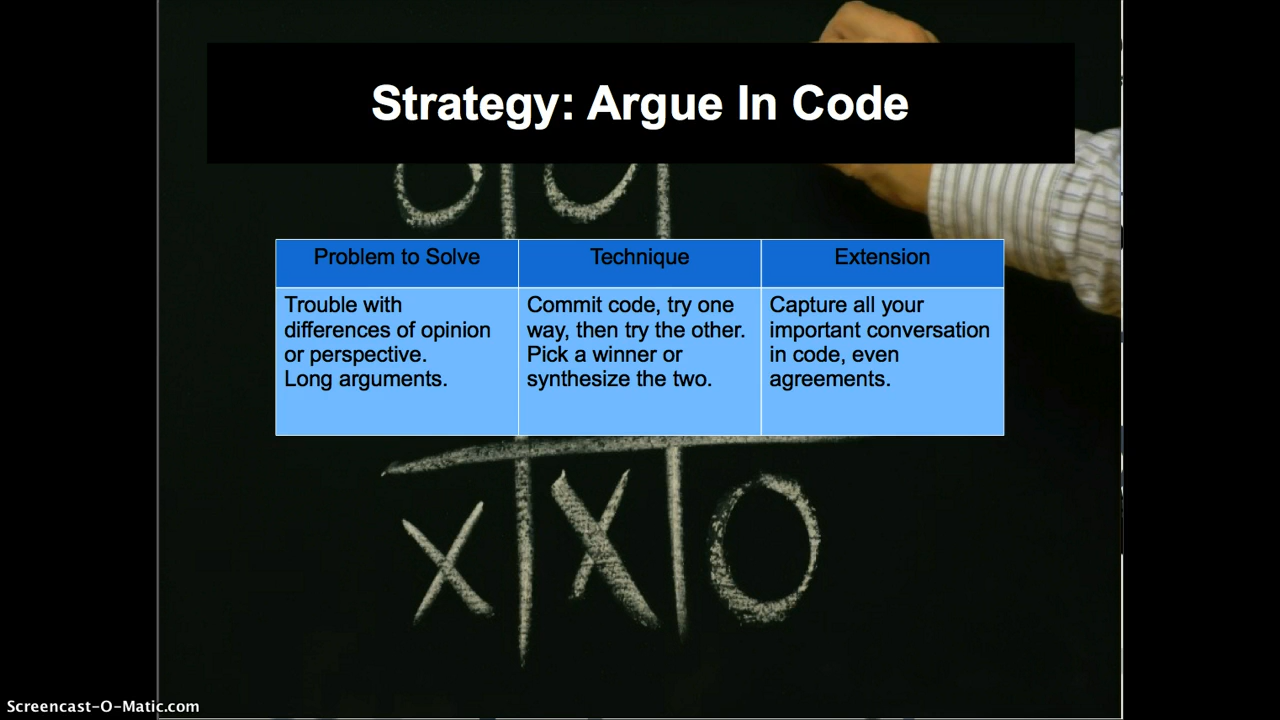 Strategy: Argue In Code
Problem to Solve
Technique
Extension
Trouble with
differences of opinion
or perspective.
Long arguments.
Commit code, try one
way, then try the other.
Pick a winner or
synthesize the two.
Capture all your
important conversation
in code, even
agreements.
X X O
Screencast-O-Matic.com